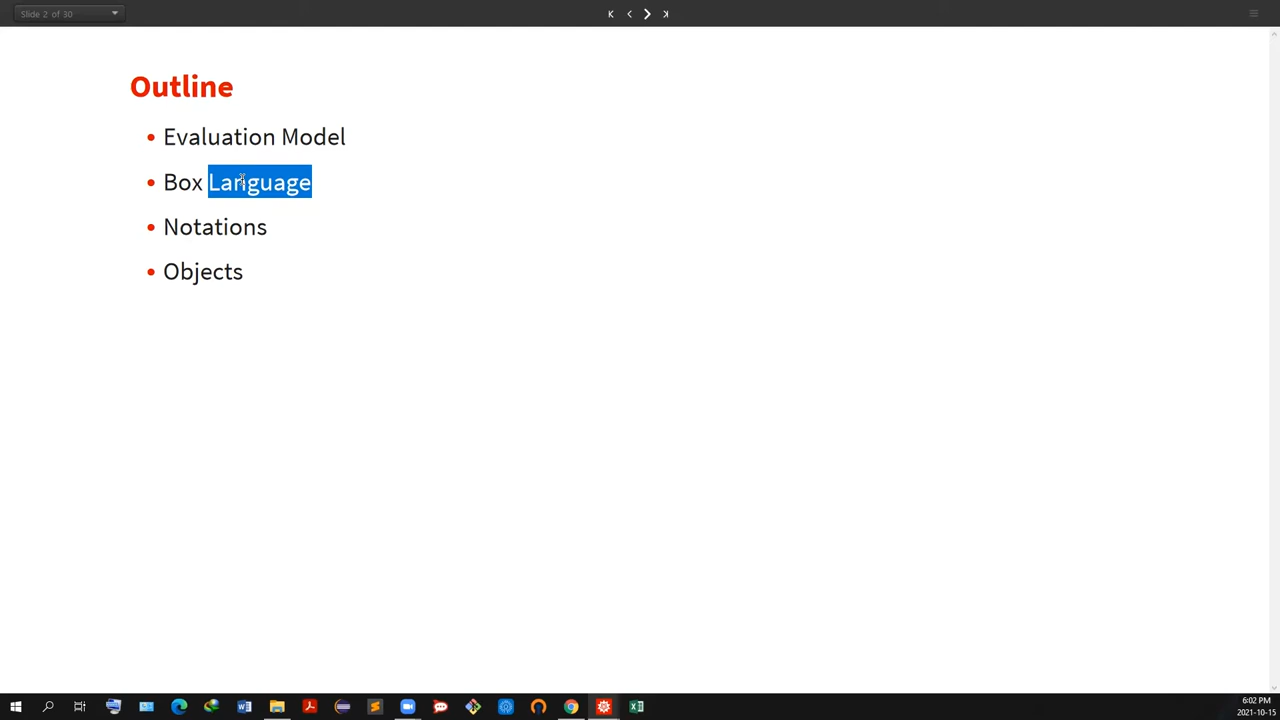 Slide 2 of 30
Outline
• Evaluation Model
• Box Language
• Notations
• Objects
6:02 PM
2021-10-15